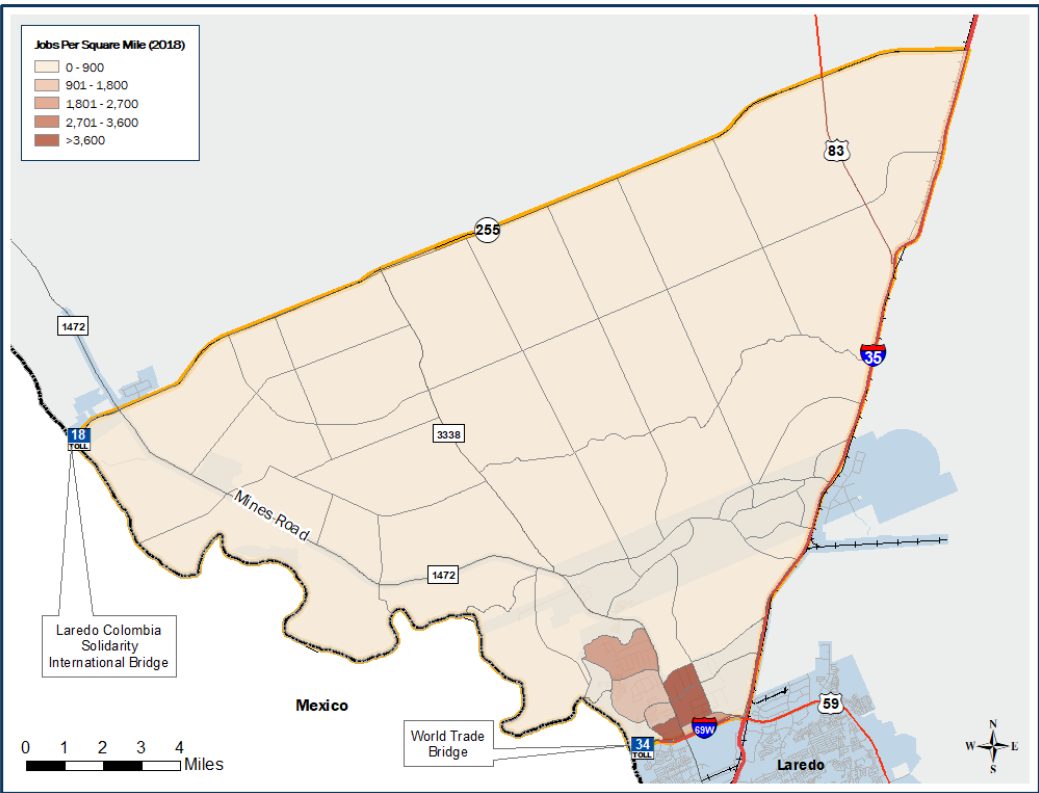 Jobs Per Square Mile (2018)
0 - 900
901 - 1,800
1,801 - 2,700
2,701 - 3,600
>3,600
83
255
1472
35
18
TOLL
3338
Mines Road
1472
Laredo Colombia
Solidarity
International Bridge
Mexico
59
World Trade
Bridge
34
TOLL
69W
Laredo
N
W
E
S
0 1 2 3 4
Miles